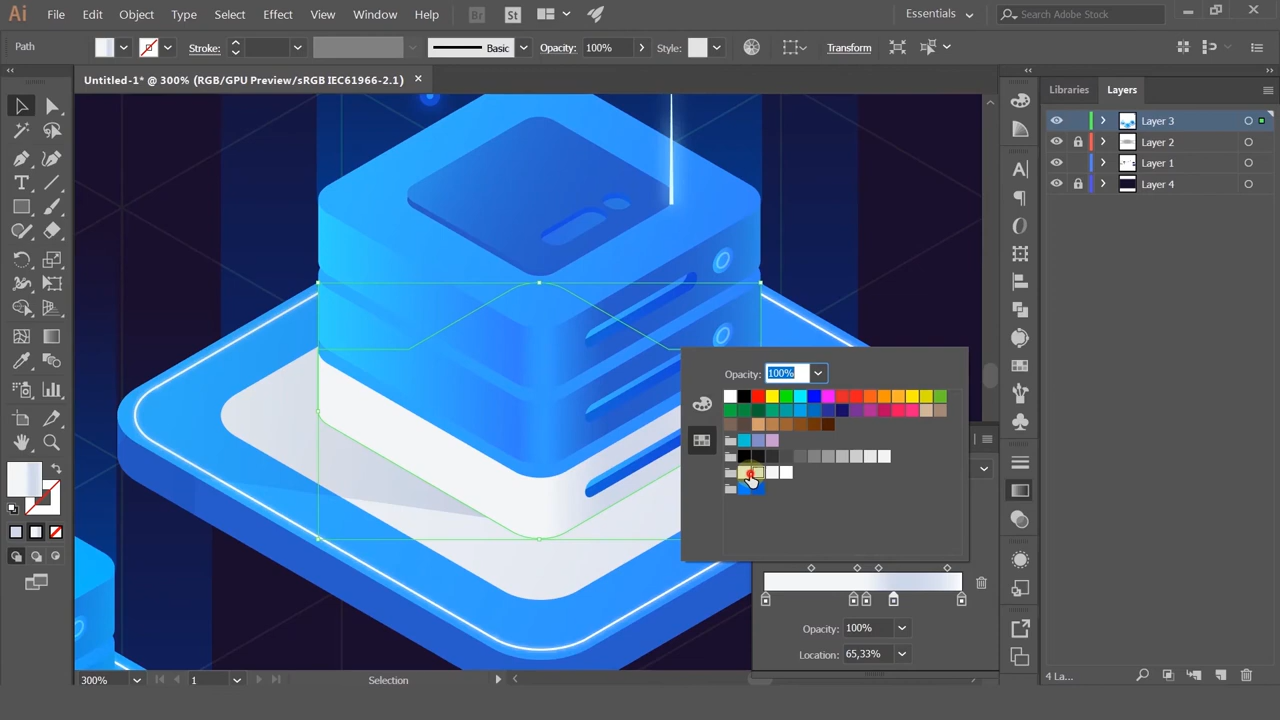 Ai File Edit Object Type Select Effect View Window Help Br St Essentials Search Adobe Stock
Path Stroke: Basic Opacity: 100% Style: Transform
Untitled-1* @ 300% (RGB/GPU Preview/sRGB IEC61966-2.1)
Libraries Layers
Layer 3
Layer 2
Layer 1
Layer 4
Opacity: 100%
Opacity: 100%
Location: 65,33%
300% 1 Selection
4 La...